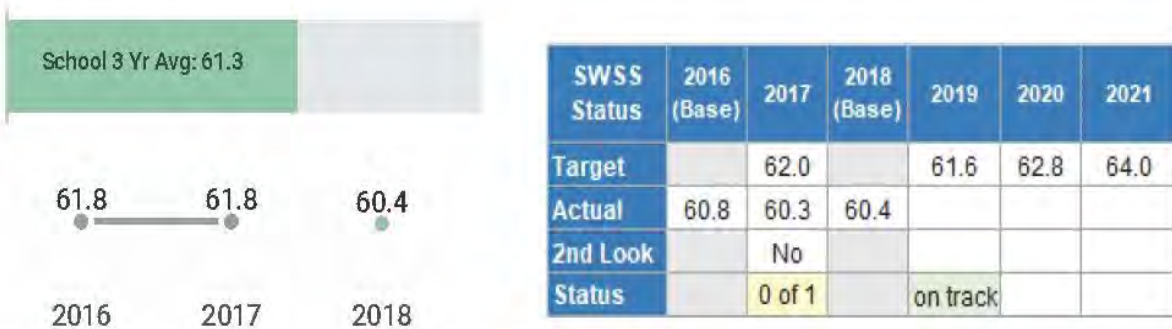 School 3 Yr Avg: 61.3
61.8 61.8 60.4
2016 2017 2018
SWSS Status 2016 (Base) 2017 2018 (Base) 2019 2020 2021
Target 62.0 61.6 62.8 64.0
Actual 60.8 60.3 60.4
2nd Look No
Status 0 of 1 on track